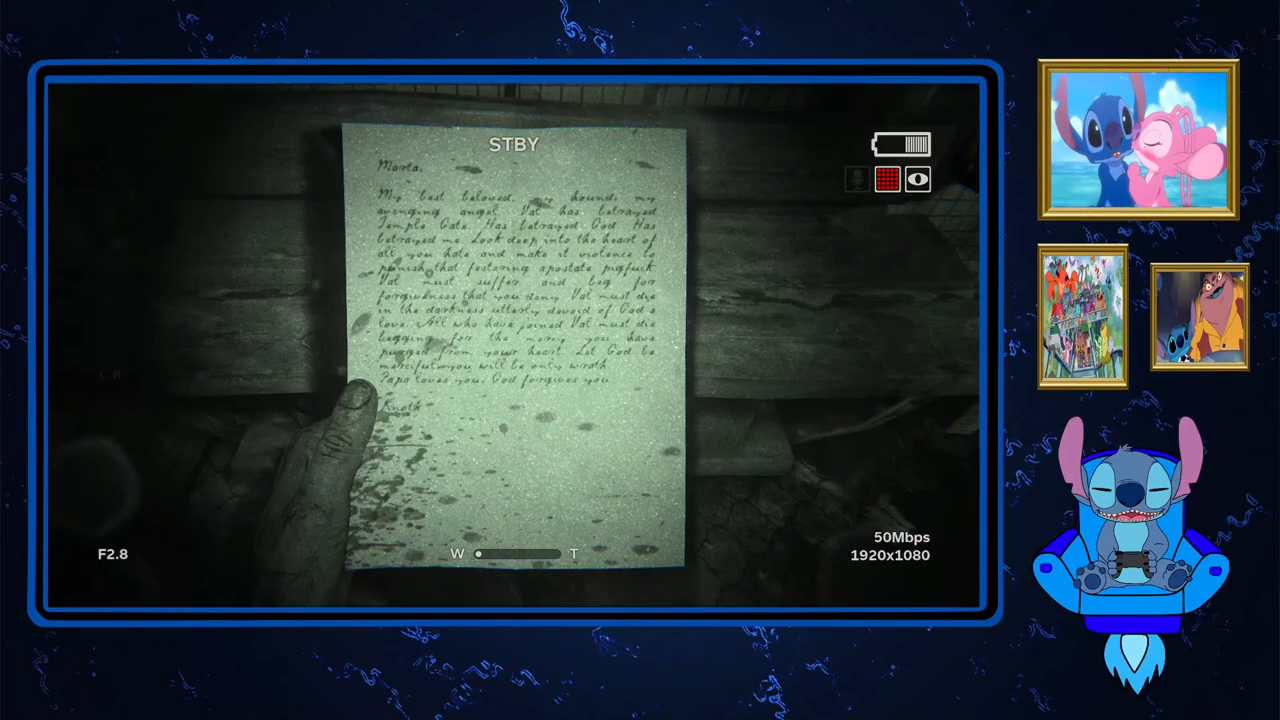 STBY
Marta.
My best beloved, my hound, my
avenging angel Val has betrayed
Temple Gate. Has betrayed God Has
betrayed me. Look deep into the heart of
all you hate and make it violence to
punish that festering apostate pigfuck
Val must suffer and beg for
forgiveness that you deny Val must die
in the darkness utterly devoid of God's
love. All who have joined Val must die
begging for the mercy you have
purged from your heart Let God be
merciful you will be only wrath
Papa loves you. God forgives you
Knoth
L R
50Mbps
F2.8
W T
1920x1080